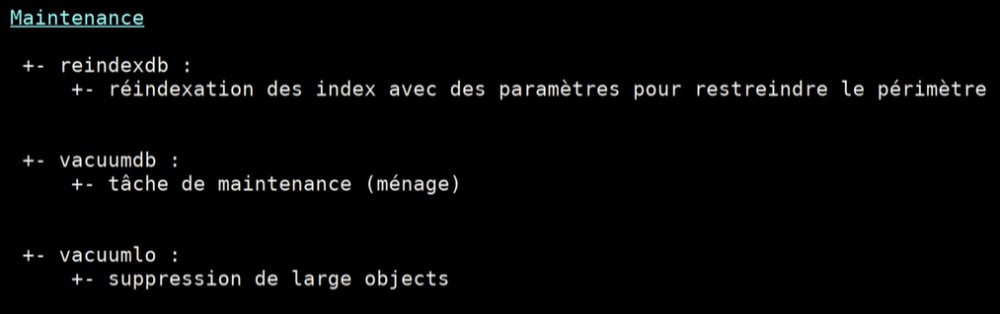 Maintenance
+- reindexdb :
+- réindexation des index avec des paramètres pour restreindre le périmètre
+- vacuumdb :
+- tâche de maintenance (ménage)
+- vacuumlo :
+- suppression de large objects